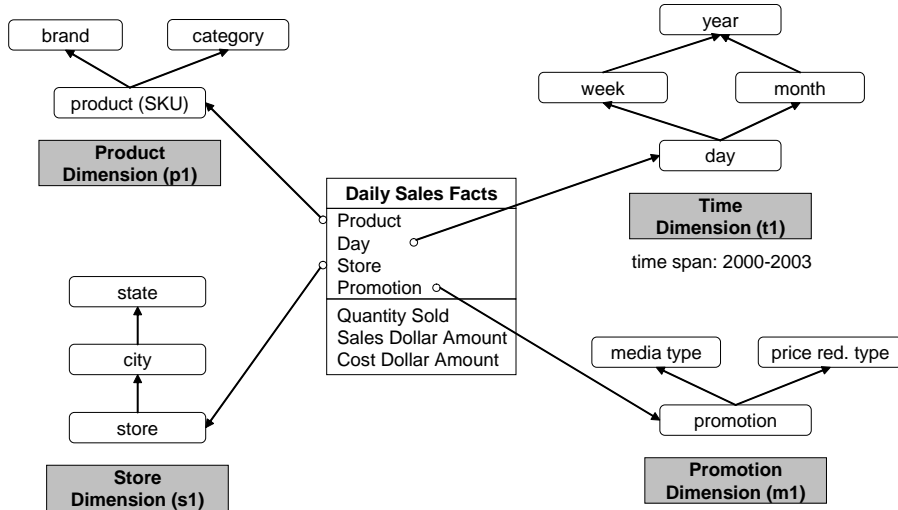 brand
category
product (SKU)
Product
Dimension (p1)
year
week
month
day
Time
Dimension (t1)
time span: 2000-2003
Daily Sales Facts
Product
Day
Store
Promotion
Quantity Sold
Sales Dollar Amount
Cost Dollar Amount
state
city
store
Store
Dimension (s1)
media type
price red. type
promotion
Promotion
Dimension (m1)